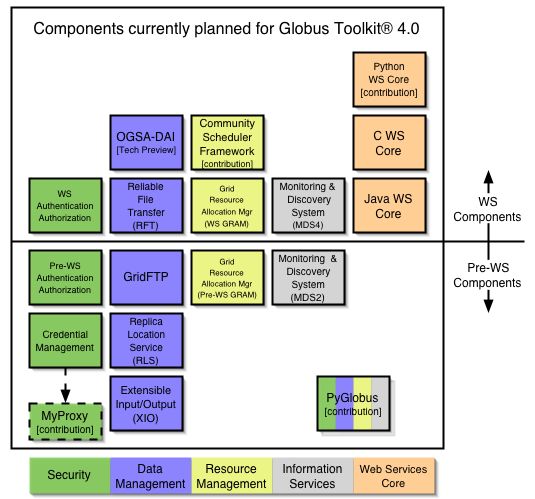 Components currently planned for Globus Toolkit® 4.0
Python
WS Core
[contribution]
OGSA-DAI
[Tech Preview]
Community
Scheduler
Framework
[contribution]
C WS
Core
WS
Authentication
Authorization
Reliable
File
Transfer
(RFT)
Grid
Resource
Allocation Mgr
(WS GRAM)
Monitoring &
Discovery
System
(MDS4)
Java WS
Core
WS
Components
Pre-WS
Components
Pre-WS
Authentication
Authorization
GridFTP
Grid
Resource
Allocation Mgr
(Pre-WS GRAM)
Monitoring &
Discovery
System
(MDS2)
Credential
Management
Replica
Location
Service
(RLS)
MyProxy
[contribution]
Extensible
Input/Output
(XIO)
PyGlobus
[contribution]
Security
Data
Management
Resource
Management
Information
Services
Web Services
Core